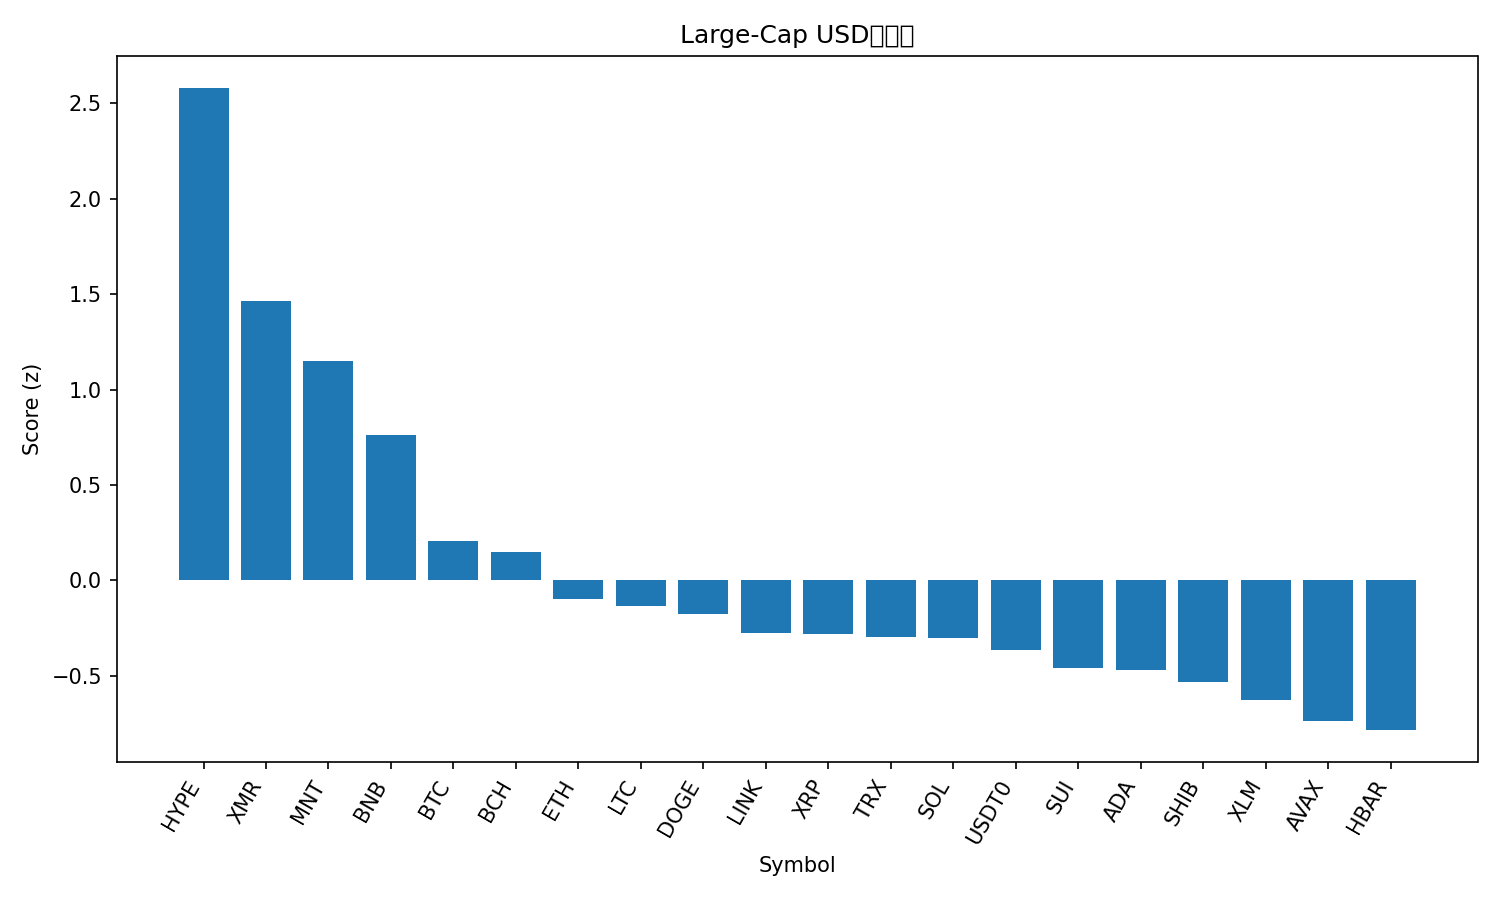 Large-Cap USD
Score (z)
2.5
2.0
1.5
1.0
0.5
0.0
−0.5
HYPE
XMR
MNT
BNB
BTC
BCH
ETH
LTC
DOGE
LINK
XRP
TRX
SOL
USDT0
SUI
ADA
SHIB
XLM
AVAX
HBAR
Symbol